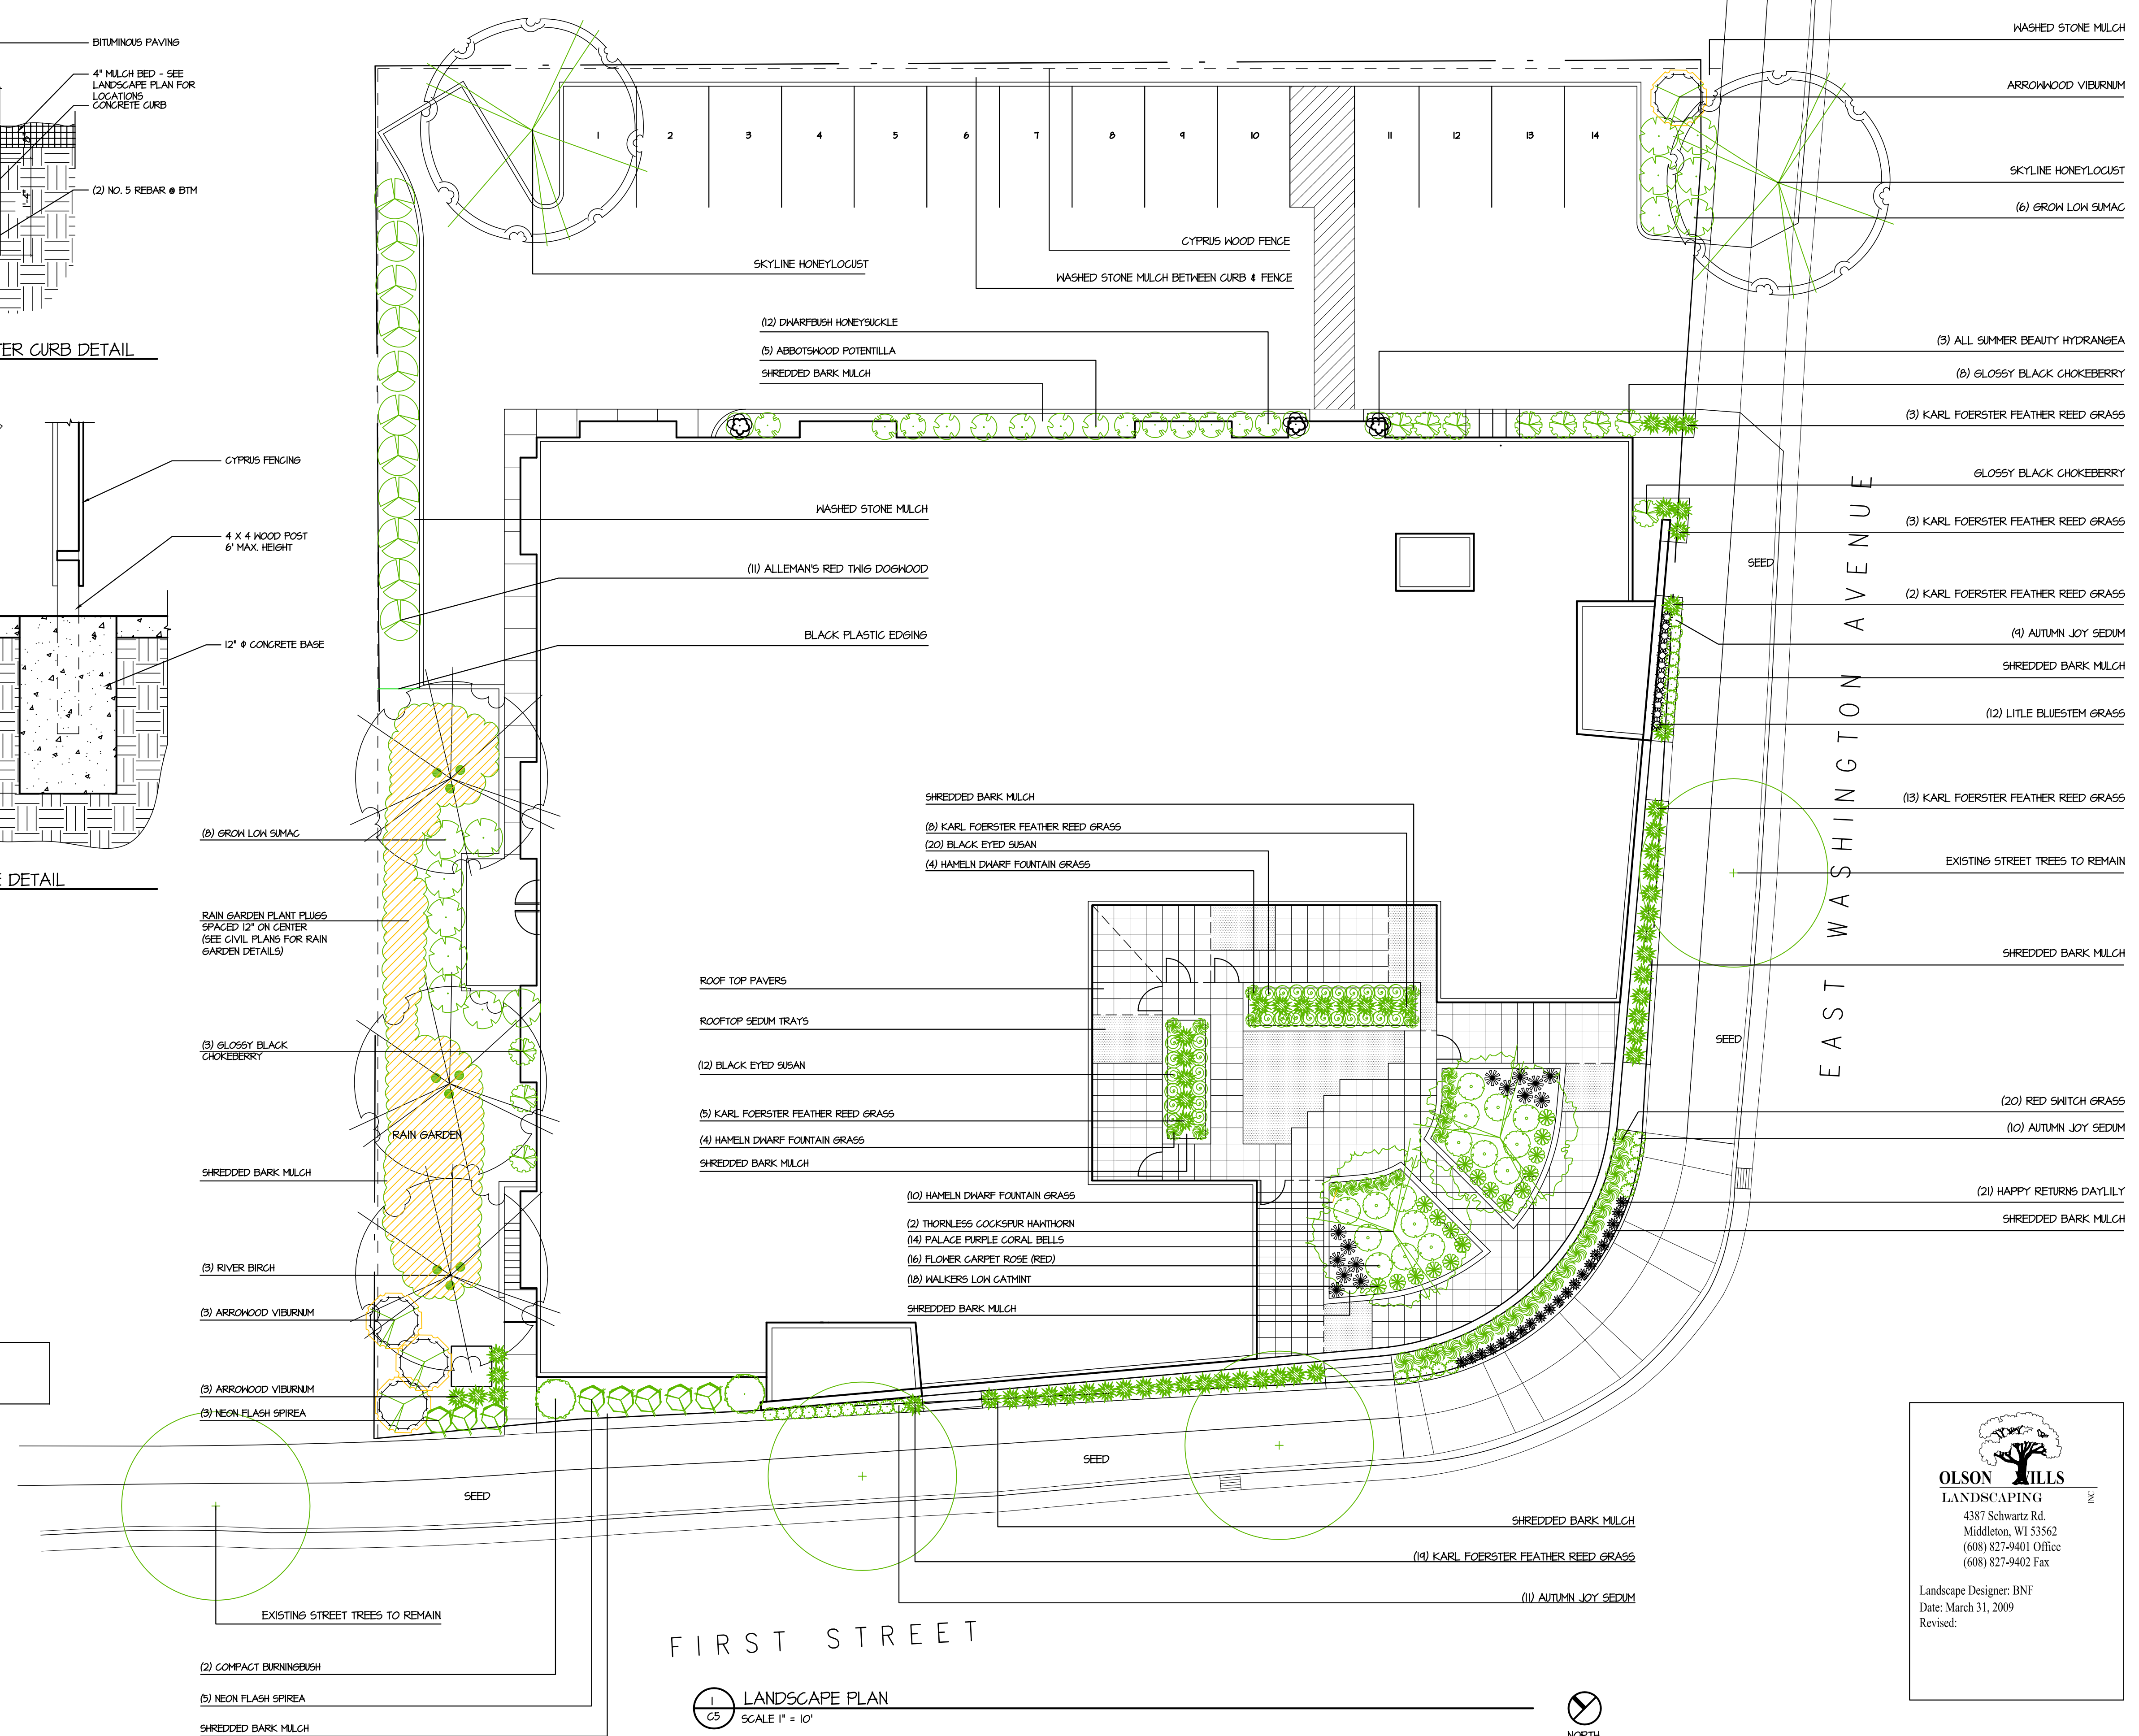 BITUMINOUS PAVING
4" MULCH BED - SEE
LANDSCAPE PLAN FOR
LOCATIONS
CONCRETE CURB
(2) NO. 5 REBAR @ BTM
TER CURB DETAIL
CYPRUS FENCING
4 X 4 WOOD POST
6' MAX. HEIGHT
12" Φ CONCRETE BASE
E DETAIL
1
2
3
4
5
6
7
8
9
10
11
12
13
14
SKYLINE HONEYLOCUST
CYPRUS WOOD FENCE
WASHED STONE MULCH BETWEEN CURB & FENCE
(12) DWARFBUSH HONEYSUCKLE
(5) ABBOTSWOOD POTENTILLA
SHREDDED BARK MULCH
WASHED STONE MULCH
(11) ALLEMAN'S RED TWIG DOGWOOD
BLACK PLASTIC EDGING
WASHED STONE MULCH
ARROWWOOD VIBURNUM
SKYLINE HONEYLOCUST
(6) GROW LOW SUMAC
(3) ALL SUMMER BEAUTY HYDRANGEA
(8) GLOSSY BLACK CHOKEBERRY
(3) KARL FOERSTER FEATHER REED GRASS
GLOSSY BLACK CHOKEBERRY
(3) KARL FOERSTER FEATHER REED GRASS
SEED
(2) KARL FOERSTER FEATHER REED GRASS
(9) AUTUMN JOY SEDUM
SHREDDED BARK MULCH
(12) LITLE BLUESTEM GRASS
(13) KARL FOERSTER FEATHER REED GRASS
EXISTING STREET TREES TO REMAIN
SHREDDED BARK MULCH
SEED
(20) RED SWITCH GRASS
(10) AUTUMN JOY SEDUM
(21) HAPPY RETURNS DAYLILY
SHREDDED BARK MULCH
EAST WASHINGTON AVENUE
(8) GROW LOW SUMAC
RAIN GARDEN PLANT PLUGS
SPACED 12" ON CENTER
(SEE CIVIL PLANS FOR RAIN
GARDEN DETAILS)
(3) GLOSSY BLACK
CHOKEBERRY
RAIN GARDEN
SHREDDED BARK MULCH
(3) RIVER BIRCH
(3) ARROWOOD VIBURNUM
(3) ARROWOOD VIBURNUM
(3) NEON FLASH SPIREA
SHREDDED BARK MULCH
(8) KARL FOERSTER FEATHER REED GRASS
(20) BLACK EYED SUSAN
(4) HAMELN DWARF FOUNTAIN GRASS
ROOF TOP PAVERS
ROOFTOP SEDUM TRAYS
(12) BLACK EYED SUSAN
(5) KARL FOERSTER FEATHER REED GRASS
(4) HAMELN DWARF FOUNTAIN GRASS
SHREDDED BARK MULCH
(10) HAMELN DWARF FOUNTAIN GRASS
(2) THORNLESS COCKSPUR HAWTHORN
(14) PALACE PURPLE CORAL BELLS
(16) FLOWER CARPET ROSE (RED)
(18) WALKERS LOW CATMINT
SHREDDED BARK MULCH
SEED
SEED
SHREDDED BARK MULCH
(19) KARL FOERSTER FEATHER REED GRASS
(11) AUTUMN JOY SEDUM
EXISTING STREET TREES TO REMAIN
(2) COMPACT BURNINGBUSH
(5) NEON FLASH SPIREA
SHREDDED BARK MULCH
FIRST STREET
1
C5
LANDSCAPE PLAN
SCALE 1" = 10'
NORTH
OLSON WILLS
LANDSCAPING INC
4387 Schwartz Rd.
Middleton, WI 53562
(608) 827-9401 Office
(608) 827-9402 Fax
Landscape Designer: BNF
Date: March 31, 2009
Revised: